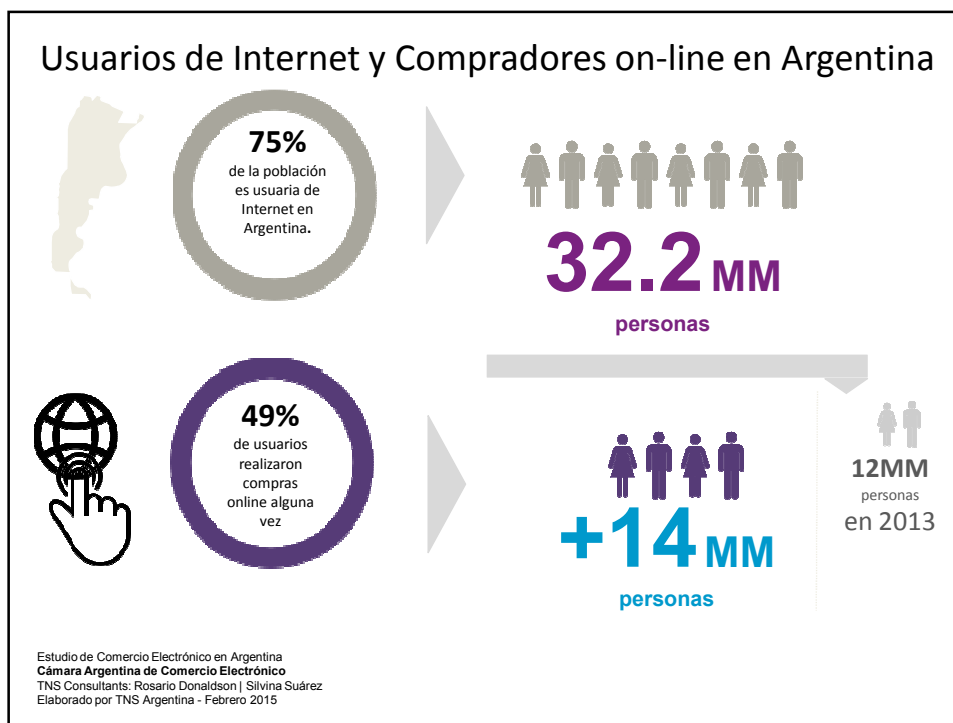 Usuarios de Internet y Compradores on-line en Argentina
75%
de la población
es usuaria de
Internet en
Argentina.
32.2 MM
personas
49%
de usuarios
realizaron
compras
online alguna
vez
+14 MM
personas
12MM
personas
en 2013
Estudio de Comercio Electrónico en Argentina
Cámara Argentina de Comercio Electrónico
TNS Consultants: Rosario Donaldson | Silvina Suárez
Elaborado por TNS Argentina - Febrero 2015